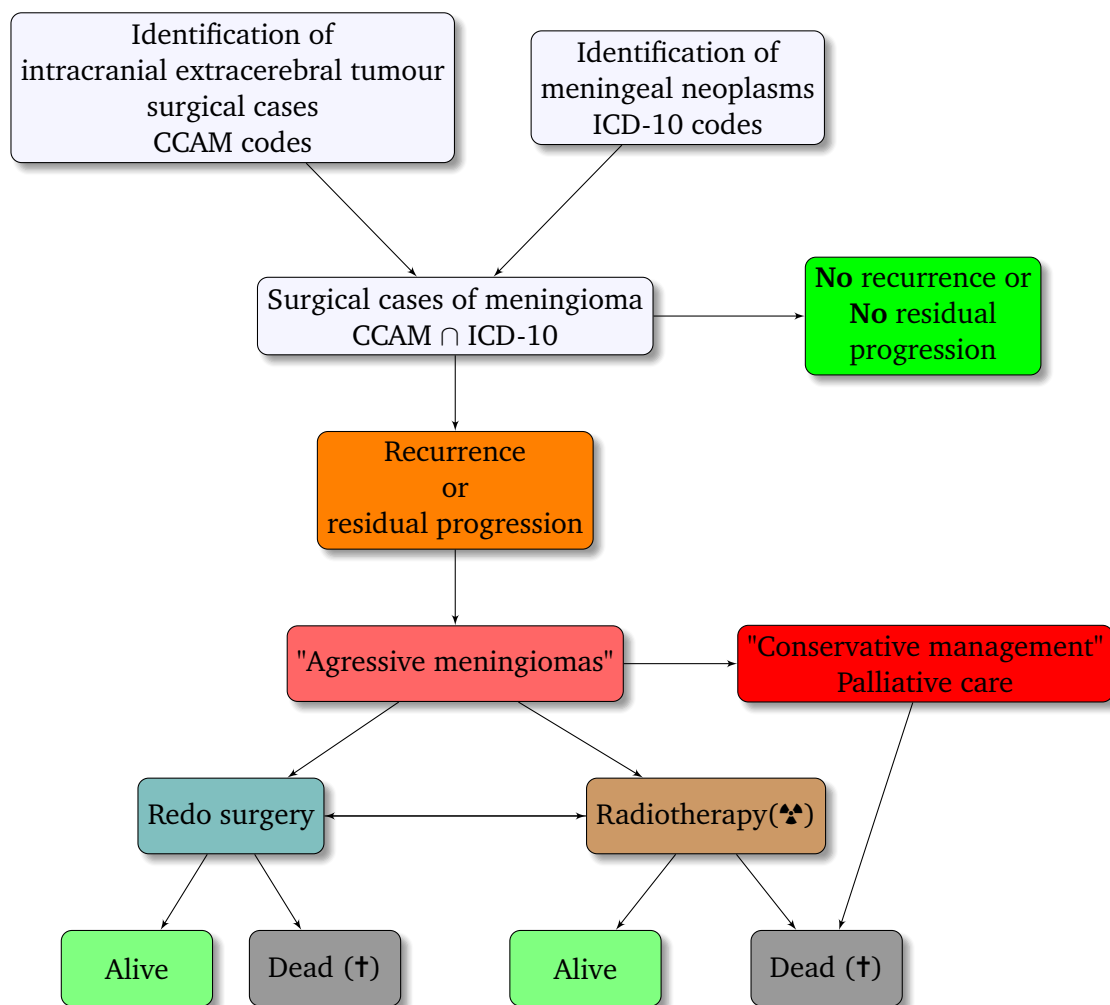 Identification of
intracranial extracerebral tumour
surgical cases
CCAM codes
Identification of
meningeal neoplasms
ICD-10 codes
Surgical cases of meningioma
CCAM ∩ ICD-10
No recurrence or
No residual
progression
Recurrence
or
residual progression
"Agressive meningiomas"
"Conservative management"
Palliative care
Redo surgery
Radiotherapy(☢)
Alive
Dead (✝)
Alive
Dead (✝)